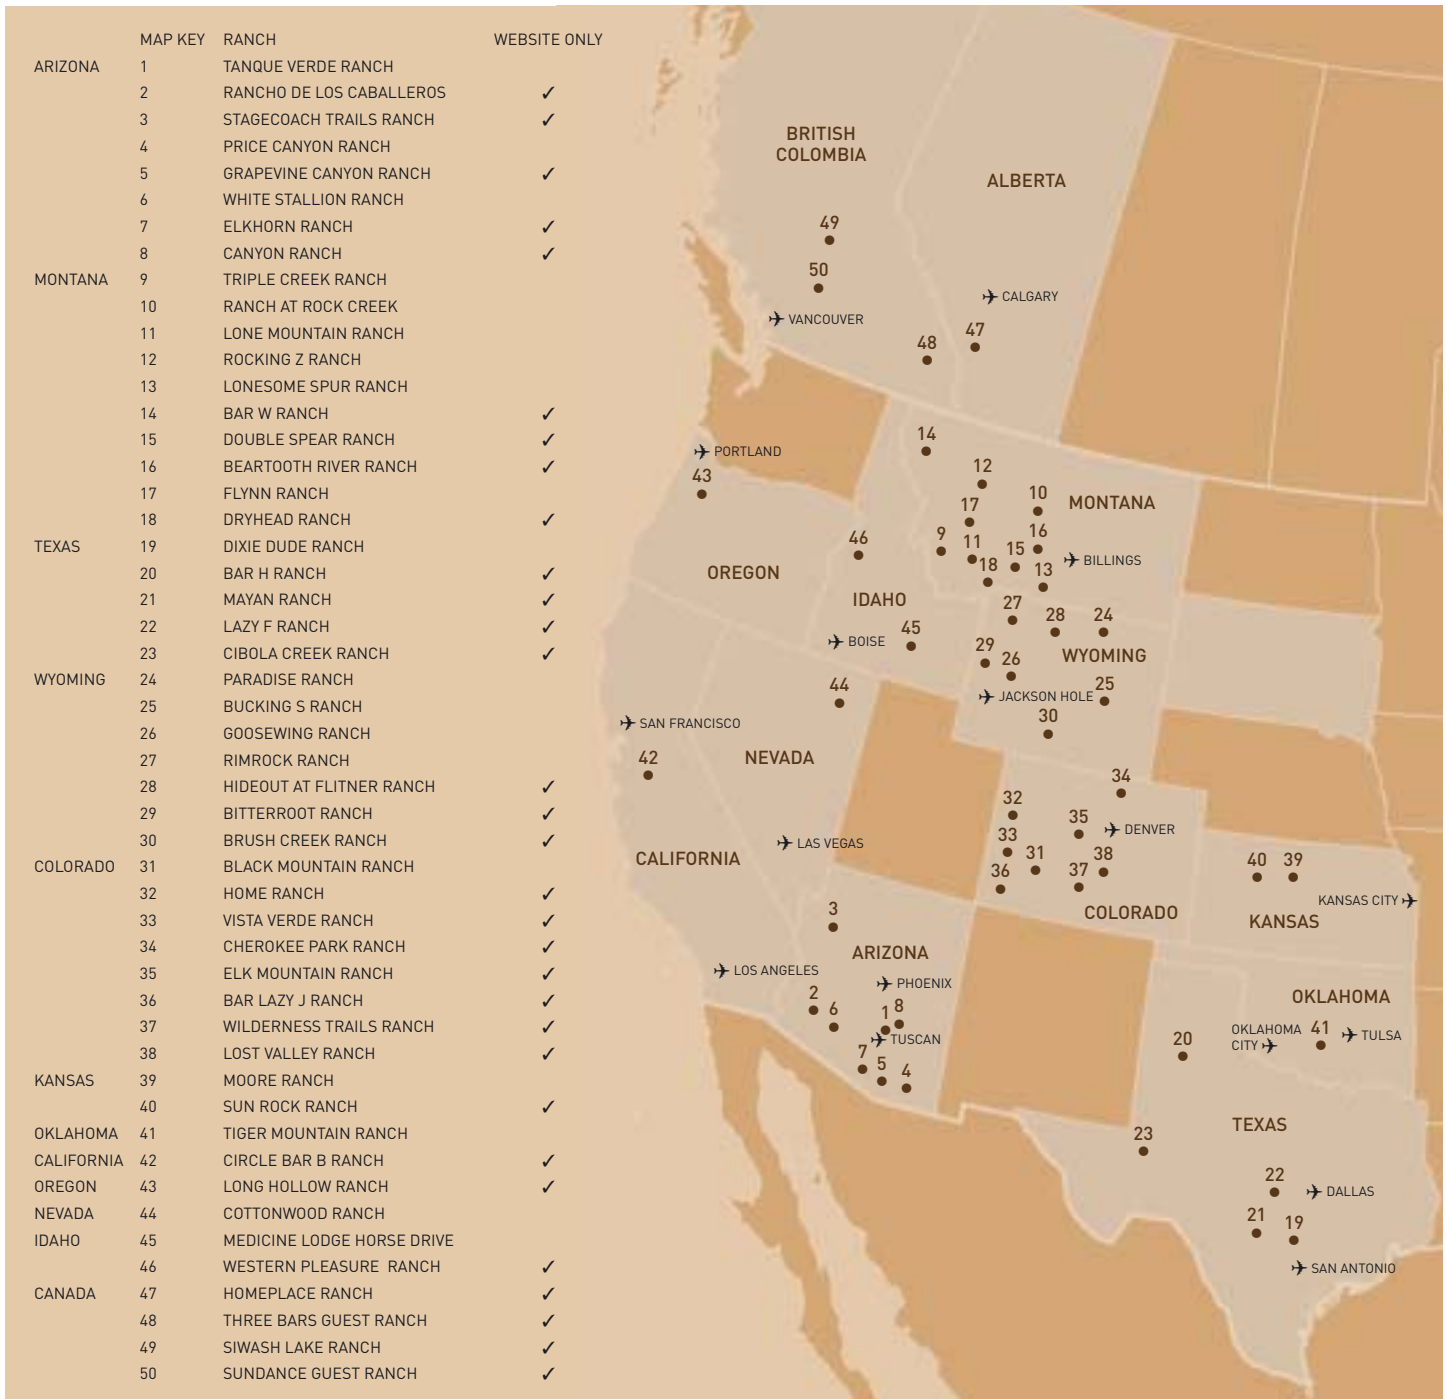 MAP KEY RANCH WEBSITE ONLY
ARIZONA 1 TANQUE VERDE RANCH
2 RANCHO DE LOS CABALLEROS ✓
3 STAGECOACH TRAILS RANCH ✓
4 PRICE CANYON RANCH
5 GRAPEVINE CANYON RANCH ✓
6 WHITE STALLION RANCH
7 ELKHORN RANCH ✓
8 CANYON RANCH ✓
MONTANA 9 TRIPLE CREEK RANCH
10 RANCH AT ROCK CREEK
11 LONE MOUNTAIN RANCH
12 ROCKING Z RANCH
13 LONESOME SPUR RANCH
14 BAR W RANCH ✓
15 DOUBLE SPEAR RANCH ✓
16 BEARTOOTH RIVER RANCH ✓
17 FLYNN RANCH
18 DRYHEAD RANCH ✓
TEXAS 19 DIXIE DUDE RANCH
20 BAR H RANCH ✓
21 MAYAN RANCH ✓
22 LAZY F RANCH ✓
23 CIBOLA CREEK RANCH ✓
WYOMING 24 PARADISE RANCH
25 BUCKING S RANCH
26 GOOSEWING RANCH
27 RIMROCK RANCH
28 HIDEOUT AT FLITNER RANCH ✓
29 BITTERROOT RANCH ✓
30 BRUSH CREEK RANCH ✓
COLORADO 31 BLACK MOUNTAIN RANCH
32 HOME RANCH ✓
33 VISTA VERDE RANCH ✓
34 CHEROKEE PARK RANCH ✓
35 ELK MOUNTAIN RANCH ✓
36 BAR LAZY J RANCH ✓
37 WILDERNESS TRAILS RANCH ✓
38 LOST VALLEY RANCH ✓
KANSAS 39 MOORE RANCH
40 SUN ROCK RANCH ✓
OKLAHOMA 41 TIGER MOUNTAIN RANCH
CALIFORNIA 42 CIRCLE BAR B RANCH ✓
OREGON 43 LONG HOLLOW RANCH ✓
NEVADA 44 COTTONWOOD RANCH
IDAHO 45 MEDICINE LODGE HORSE DRIVE
46 WESTERN PLEASURE RANCH ✓
CANADA 47 HOMEPLACE RANCH ✓
48 THREE BARS GUEST RANCH ✓
49 SIWASH LAKE RANCH ✓
50 SUNDANCE GUEST RANCH ✓
BRITISH
COLOMBIA
ALBERTA
49
50
CALGARY
VANCOUVER
47
48
14
PORTLAND
12
43
10
MONTANA
17
46
9
11
15
16
BILLINGS
18
13
OREGON
IDAHO
27
28
24
BOISE
45
29
26
WYOMING
44
JACKSON HOLE
25
30
SAN FRANCISCO
42
NEVADA
34
32
35
DENVER
33
LAS VEGAS
CALIFORNIA
31
36
37
38
40
39
KANSAS CITY
COLORADO
KANSAS
3
ARIZONA
LOS ANGELES
PHOENIX
2
6
1
8
OKLAHOMA
TUSCAN
20
OKLAHOMA
CITY
41
TULSA
7
5
4
TEXAS
23
22
DALLAS
21
19
SAN ANTONIO